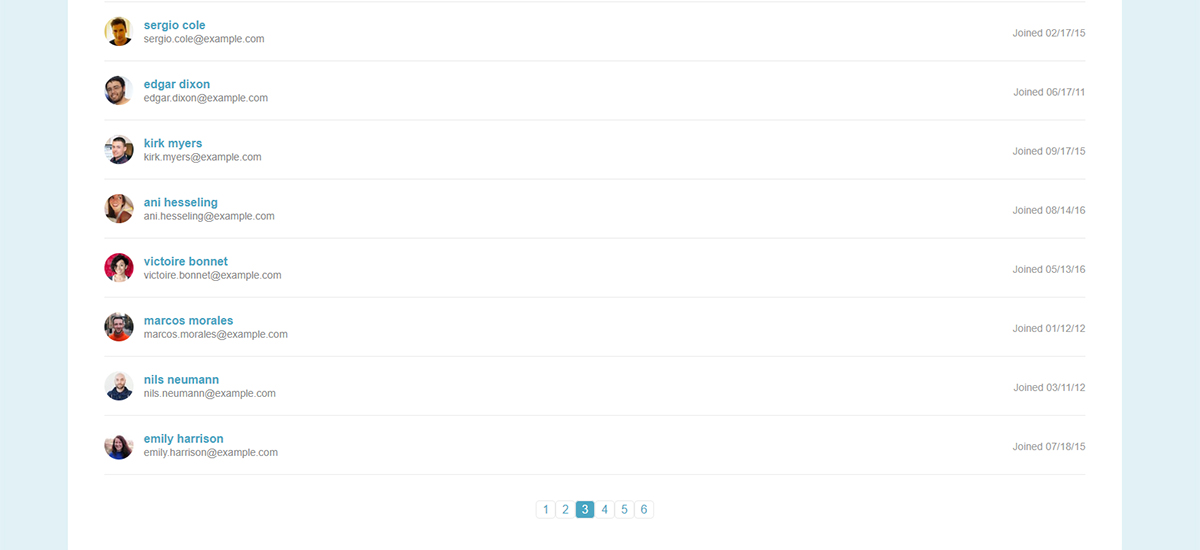 sergio cole
sergio.cole@example.com
Joined 02/17/15
edgar dixon
edgar.dixon@example.com
Joined 06/17/11
kirk myers
kirk.myers@example.com
Joined 09/17/15
ani hesseling
ani.hesseling@example.com
Joined 08/14/16
victoire bonnet
victoire.bonnet@example.com
Joined 05/13/16
marcos morales
marcos.morales@example.com
Joined 01/12/12
nils neumann
nils.neumann@example.com
Joined 03/11/12
emily harrison
emily.harrison@example.com
Joined 07/18/15
1 2 3 4 5 6